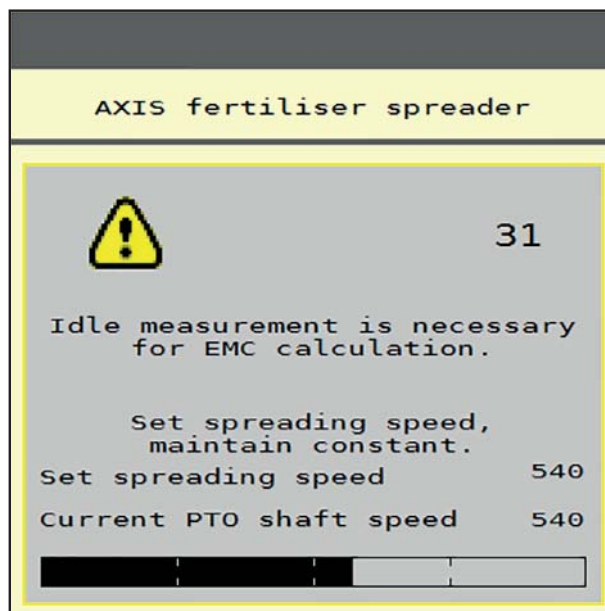 AXIS fertiliser spreader
31
Idle measurement is necessary
for EMC calculation.
Set spreading speed,
maintain constant.
Set spreading speed 540
Current PTO shaft speed 540